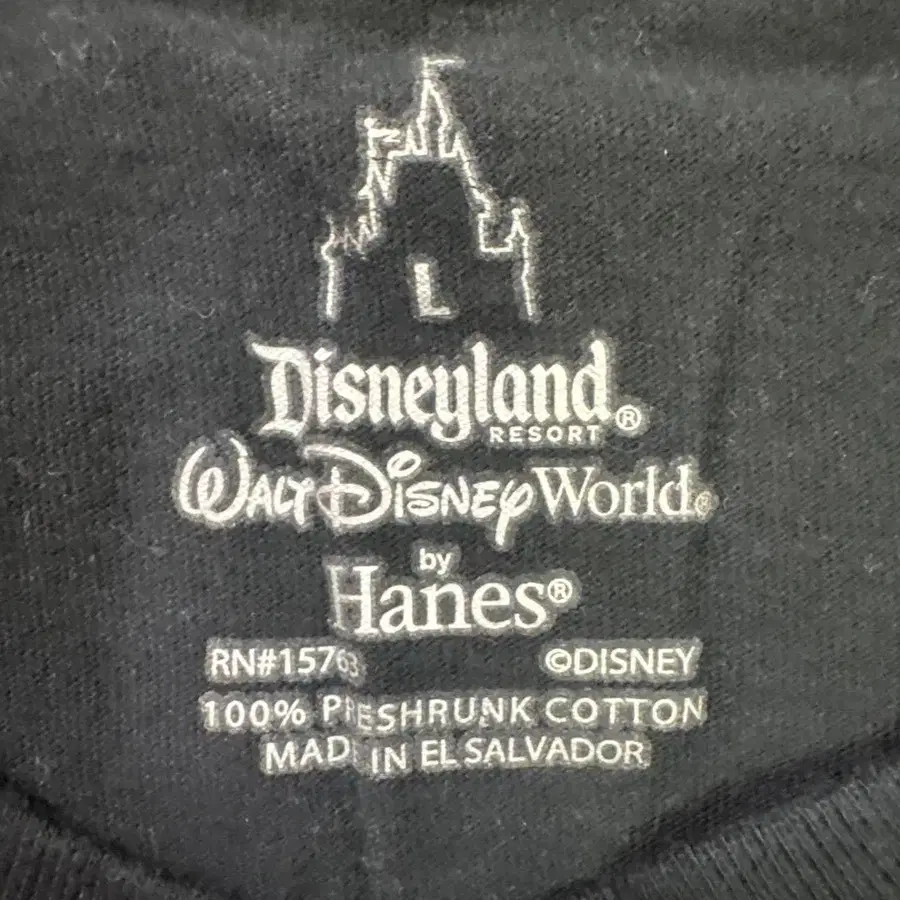 L
Disneyland®
RESORT
Walt Disney World®
by
Hanes®
RN#15763 ©DISNEY
100% PRESHRUNK COTTON
MADE IN EL SALVADOR